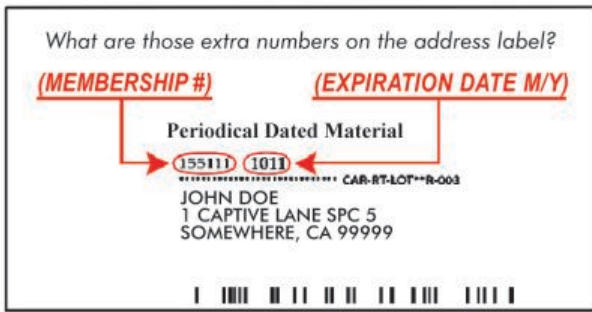 What are those extra numbers on the address label?
(MEMBERSHIP #) (EXPIRATION DATE M/Y)
Periodical Dated Material
155111 1011
CAR-RT-LOT**R-003
JOHN DOE
1 CAPTIVE LANE SPC 5
SOMEWHERE, CA 99999